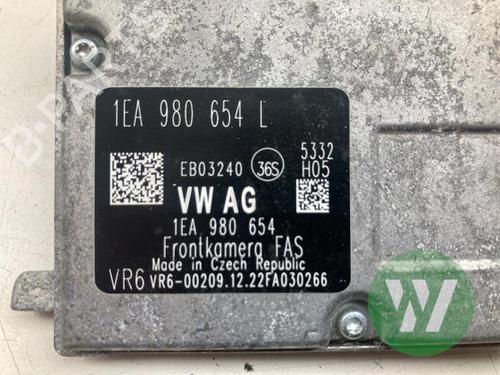 1EA 980 654 L
EB03240 36S 5332 H05
VW AG
1EA 980 654
Frontkamera FAS
Made in Czech Republic
VR6 VR6-00209.12.22FA030266
B-PARTS
W